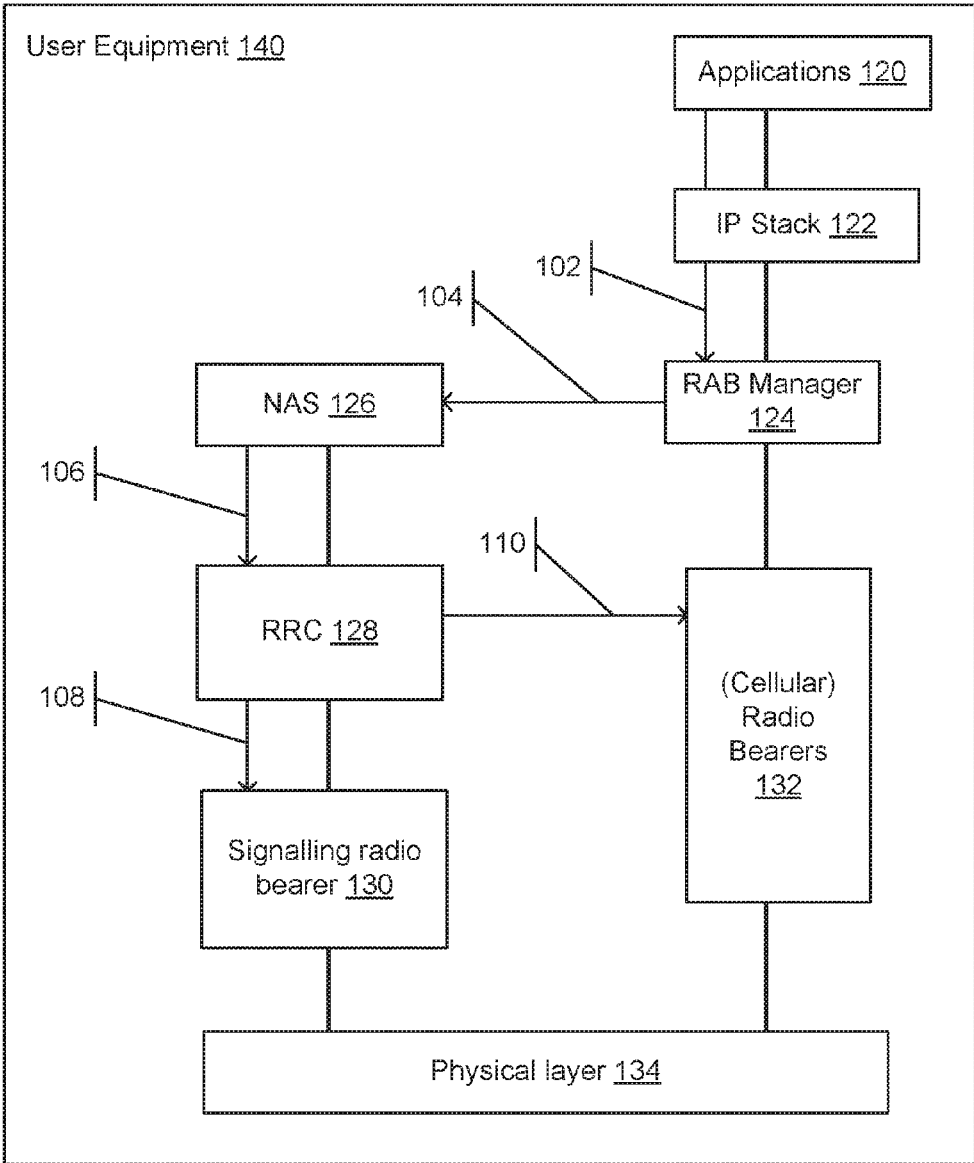 User Equipment 140
Applications 120
IP Stack 122
102
104
RAB Manager
124
NAS 126
106
110
RRC 128
108
(Cellular)
Radio
Bearers
132
Signalling radio
bearer 130
Physical layer 134